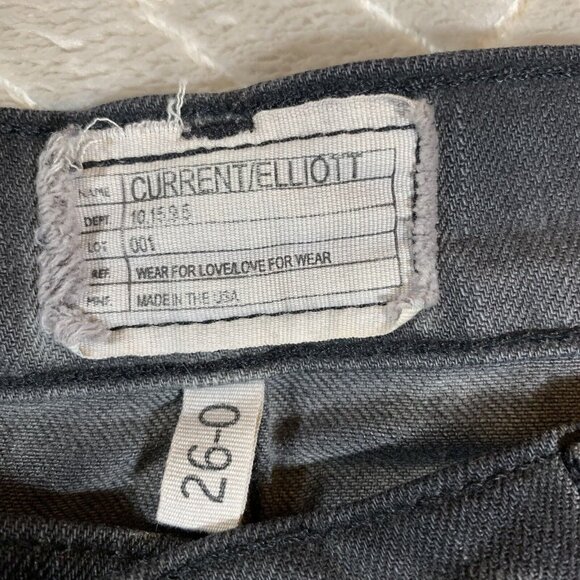 NAME CURRENT/ELLIOTT
DEPT 10.15.9.5
LOT 001
REF. WEAR FOR LOVE/LOVE FOR WEAR
MNF. MADE IN THE USA
26-0